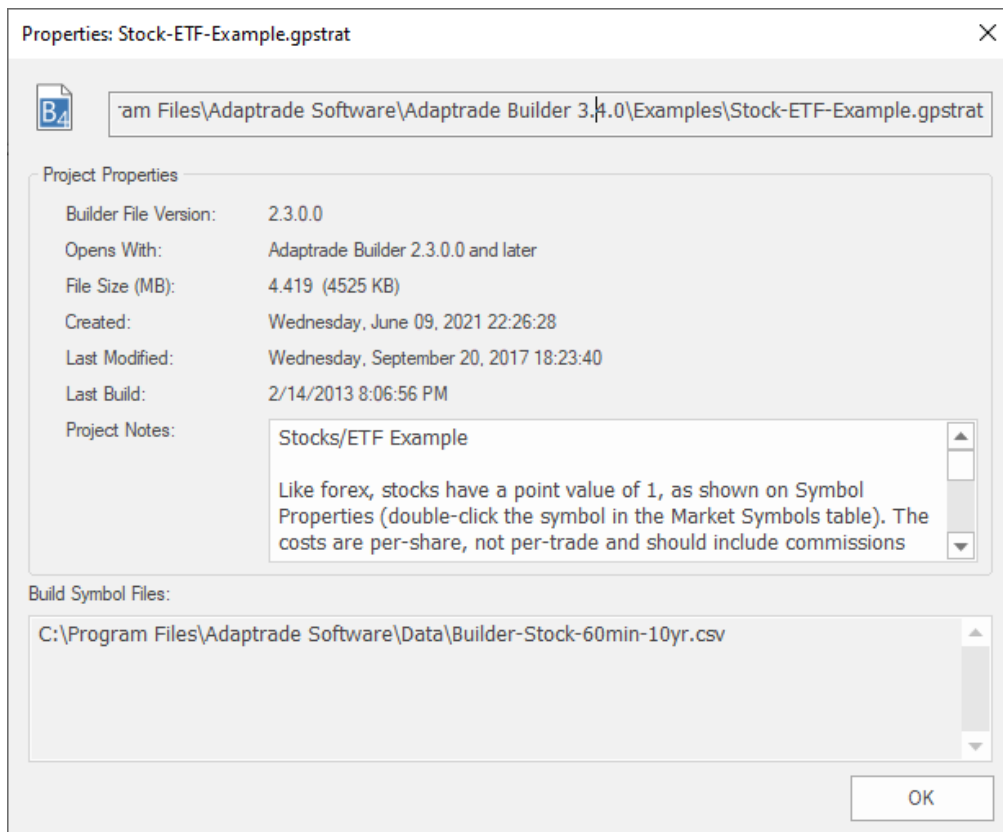 Properties: Stock-ETF-Example.gpstrat
B4
ram Files\Adaptrade Software\Adaptrade Builder 3.4.0\Examples\Stock-ETF-Example.gpstrat
Project Properties
Builder File Version: 2.3.0.0
Opens With: Adaptrade Builder 2.3.0.0 and later
File Size (MB): 4.419 (4525 KB)
Created: Wednesday, June 09, 2021 22:26:28
Last Modified: Wednesday, September 20, 2017 18:23:40
Last Build: 2/14/2013 8:06:56 PM
Project Notes: Stocks/ETF Example
Like forex, stocks have a point value of 1, as shown on Symbol
Properties (double-click the symbol in the Market Symbols table). The
costs are per-share, not per-trade and should include commissions
Build Symbol Files:
C:\Program Files\Adaptrade Software\Data\Builder-Stock-60min-10yr.csv
OK